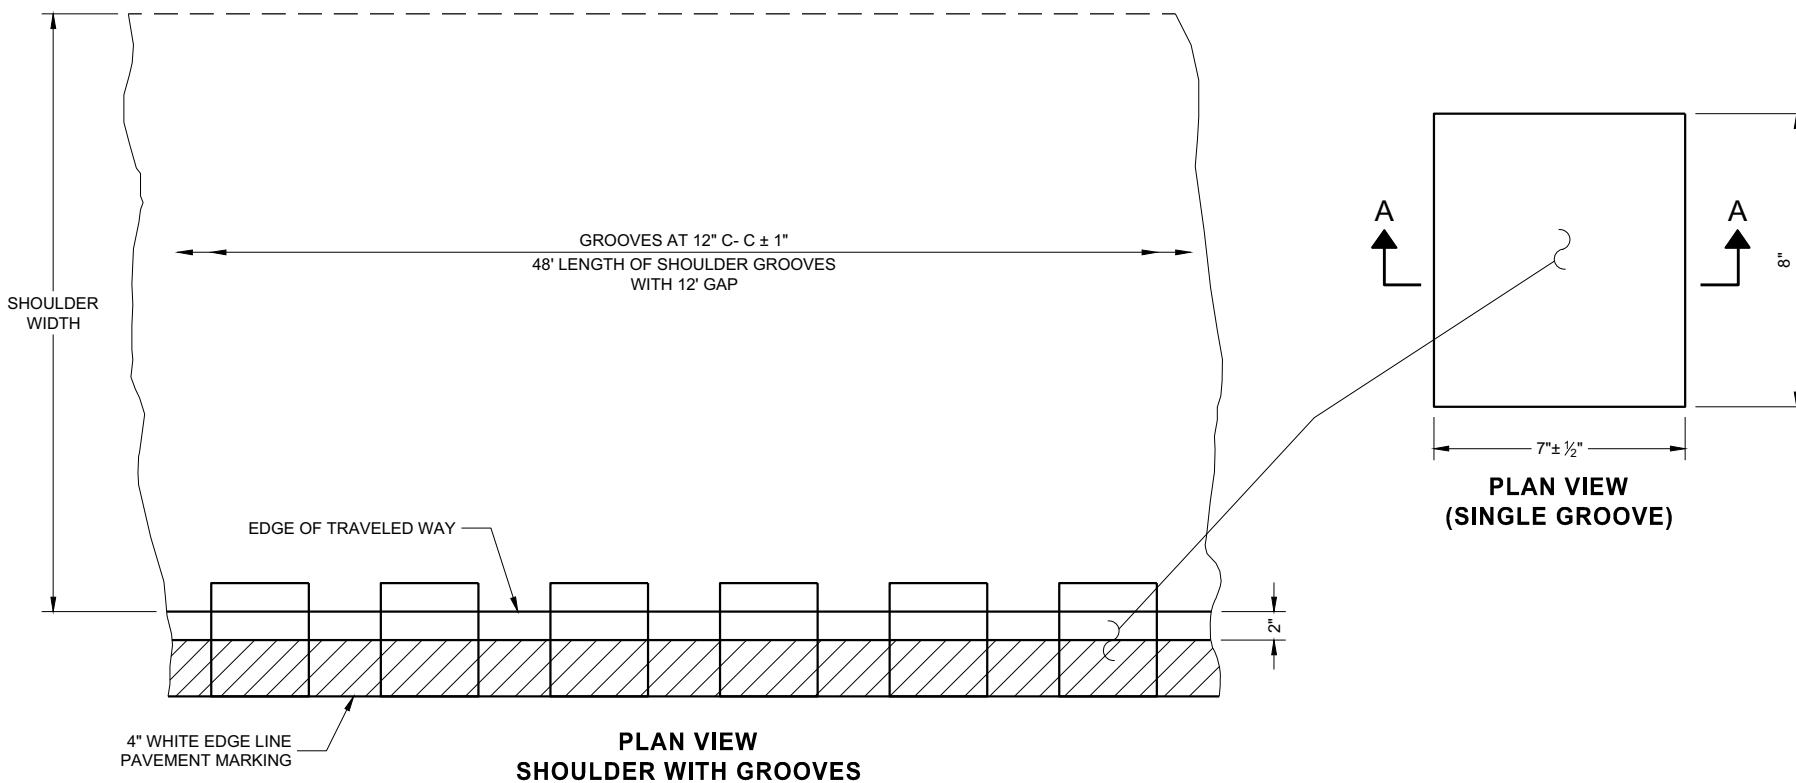 GROOVES AT 12" C- C ± 1"
48' LENGTH OF SHOULDER GROOVES
WITH 12' GAP
SHOULDER
WIDTH
EDGE OF TRAVELED WAY
2"
4" WHITE EDGE LINE
PAVEMENT MARKING
PLAN VIEW
SHOULDER WITH GROOVES
A
A
8"
7"± ½"
PLAN VIEW
(SINGLE GROOVE)